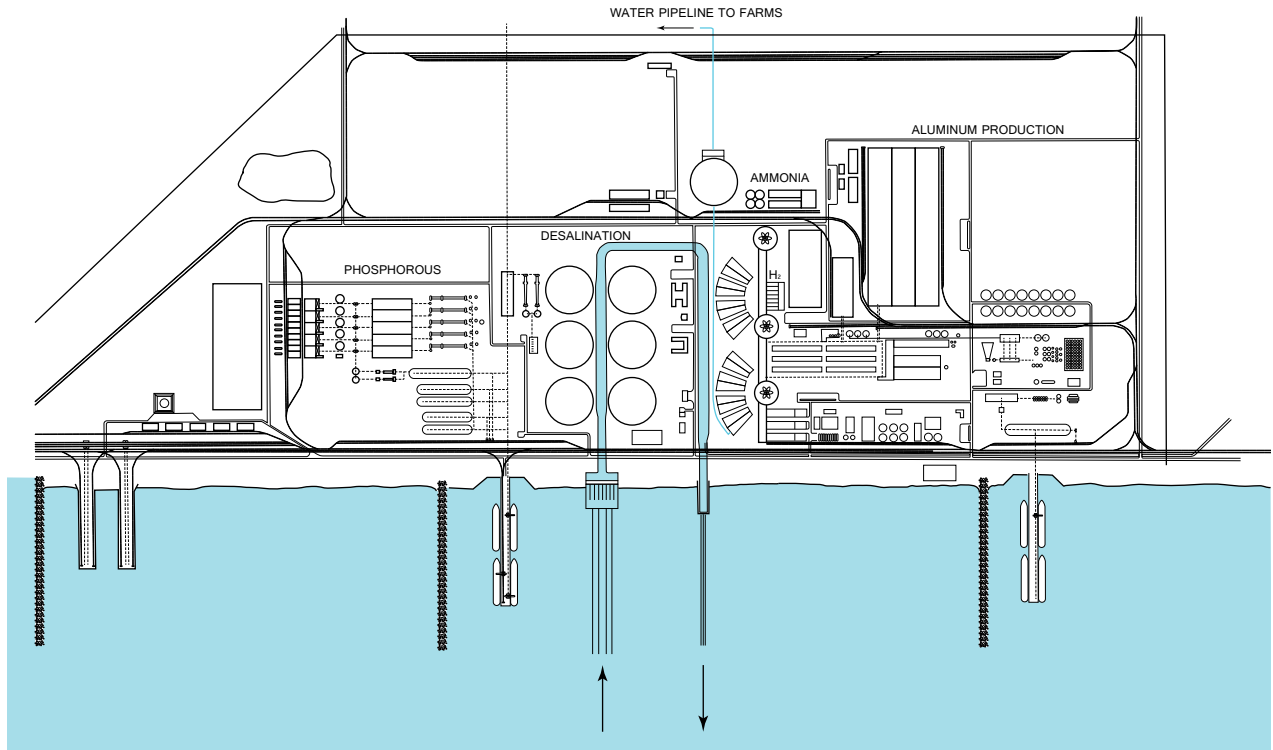 WATER PIPELINE TO FARMS
ALUMINUM PRODUCTION
AMMONIA
DESALINATION
PHOSPHOROUS
H₂